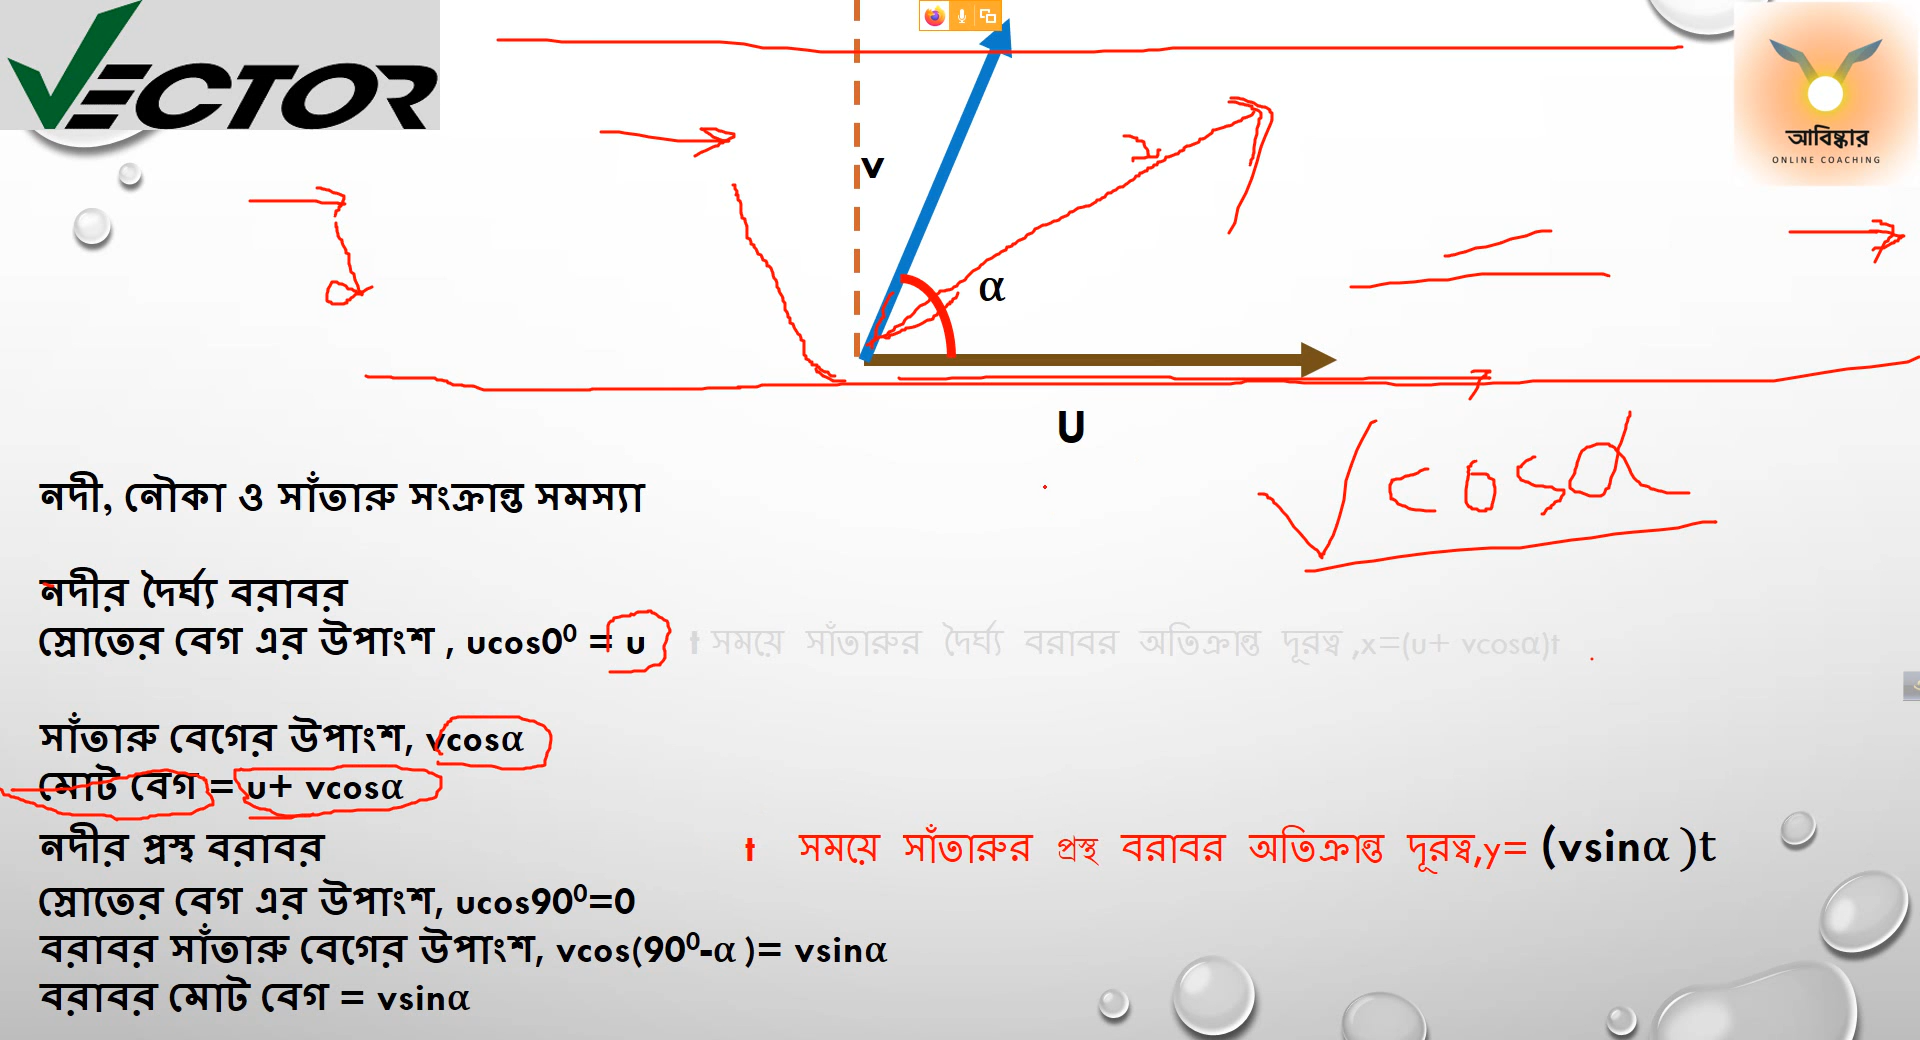 VECTOR
আবিষ্কার
ONLINE COACHING
v
α
U
vcosα
নদী, নৌকা ও সাঁতারু সংক্রান্ত সমস্যা
নদীর দৈর্ঘ্য বরাবর
স্রোতের বেগ এর উপাংশ , ucos0⁰ = u
t সময়ে সাঁতারুর দৈর্ঘ্য বরাবর অতিক্রান্ত দূরত্ব ,x=(u+ vcosα)t
সাঁতারু বেগের উপাংশ, vcosα
মোট বেগ = u+ vcosα
নদীর প্রস্থ বরাবর
t সময়ে সাঁতারুর প্রস্থ বরাবর অতিক্রান্ত দূরত্ব,y= (vsinα )t
স্রোতের বেগ এর উপাংশ, ucos90⁰=0
বরাবর সাঁতারু বেগের উপাংশ, vcos(90⁰-α )= vsinα
বরাবর মোট বেগ = vsinα